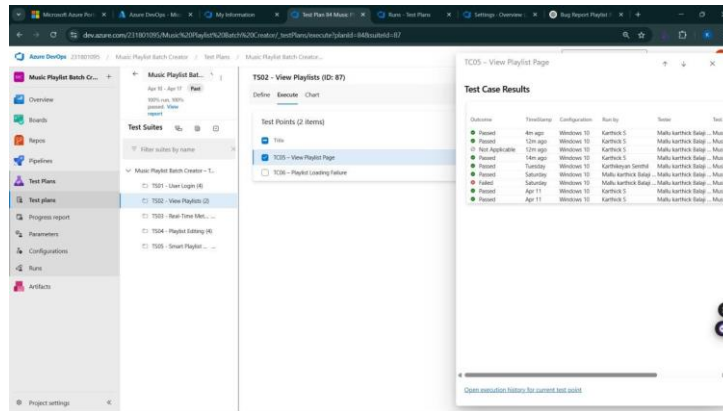 Microsoft Azure Por
Azure DevOps - Mic
My Information
Test Plan 84 Music P
Runs - Test Plans
Settings - Overview
Bug Report Playlist
dev.azure.com/231801095/Music%20Playlist%20Batch%20Creator/_testPlans/execute?planId=84&suiteId=87
Azure DevOps 231801095 / Music Playlist Batch Creator / Test Plans / Music Playlist Batch Creator...
Music Playlist Batch Cr...
Overview
Boards
Repos
Pipelines
Test Plans
Test plans
Progress report
Parameters
Configurations
Runs
Artifacts
Project settings
Music Playlist Bat...
Apr 10 - Apr 17 Past
100% run, 100% passed. View report
Test Suites
Filter suites by name
Music Playlist Batch Creator - T...
TS01 - User Login (4)
TS02 - View Playlists (2)
TS03 - Real-Time Met... ...
TS04 - Playlist Editing (4)
TS05 - Smart Playlist ... ...
TS02 - View Playlists (ID: 87)
Define Execute Chart
Test Points (2 items)
Title
TC05 - View Playlist Page
TC06 - Playlist Loading Failure
TC05 - View Playlist Page
Test Case Results
Outcome TimeStamp Configuration Run by Tester Test
Passed 4m ago Windows 10 Karthick S Mallu karthick Balaji ... Mus
Passed 12m ago Windows 10 Karthick S Mallu karthick Balaji ... Mus
Not Applicable 12m ago Windows 10 Karthick S Mallu karthick Balaji ... Mus
Passed 14m ago Windows 10 Karthick S Mallu karthick Balaji ... Mus
Passed Tuesday Windows 10 Karthikeyan Senthil Mallu karthick Balaji ... Mus
Passed Saturday Windows 10 Mallu karthick Balaji Mallu karthick Balaji ... Mus
Failed Saturday Windows 10 Mallu karthick Balaji Mallu karthick Balaji ... Mus
Passed Apr 11 Windows 10 Karthick S Mallu karthick Balaji ... Mus
Passed Apr 11 Windows 10 Karthick S Mallu karthick Balaji ... Mus
Open execution history for current test point